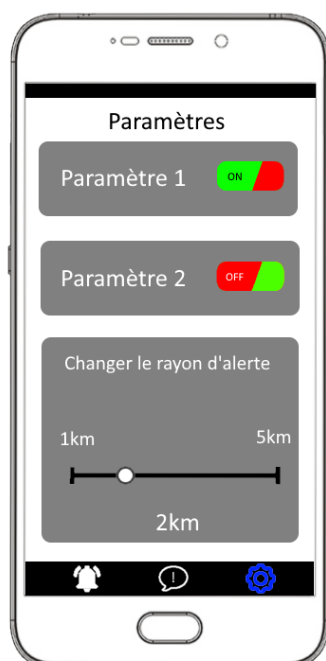 Paramètres
Paramètre 1 ON
Paramètre 2 OFF
Changer le rayon d'alerte
1km 5km
2km
!